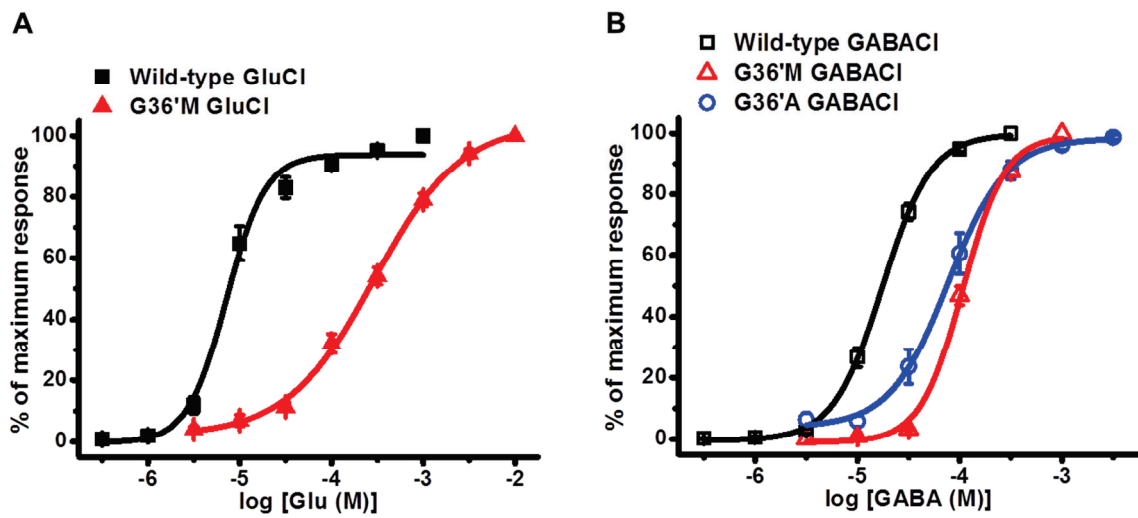 A
Wild-type GluCl
G36'M GluCl
100
80
60
40
20
0
% of maximum response
-6 -5 -4 -3 -2
log [Glu (M)]
B
Wild-type GABACl
G36'M GABACl
G36'A GABACl
100
80
60
40
20
0
% of maximum response
-6 -5 -4 -3
log [GABA (M)]